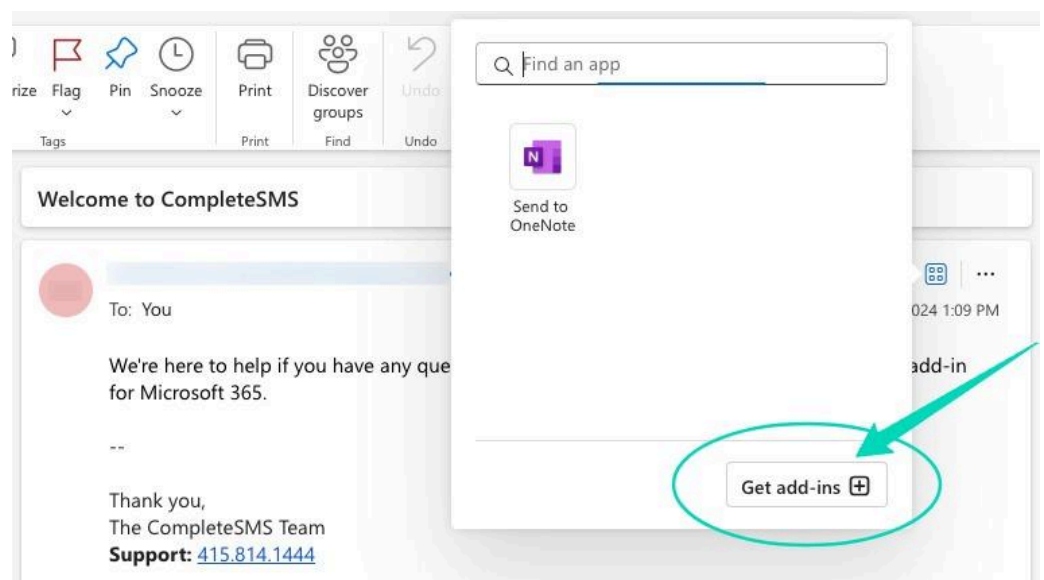 rize
Flag
Pin
Snooze
Print
Discover
groups
Undo
Tags
Print
Find
Undo
Find an app
N
Send to
OneNote
Welcome to CompleteSMS
To: You
024 1:09 PM
We're here to help if you have any que
add-in
for Microsoft 365.
--
Thank you,
The CompleteSMS Team
Support: 415.814.1444
Get add-ins